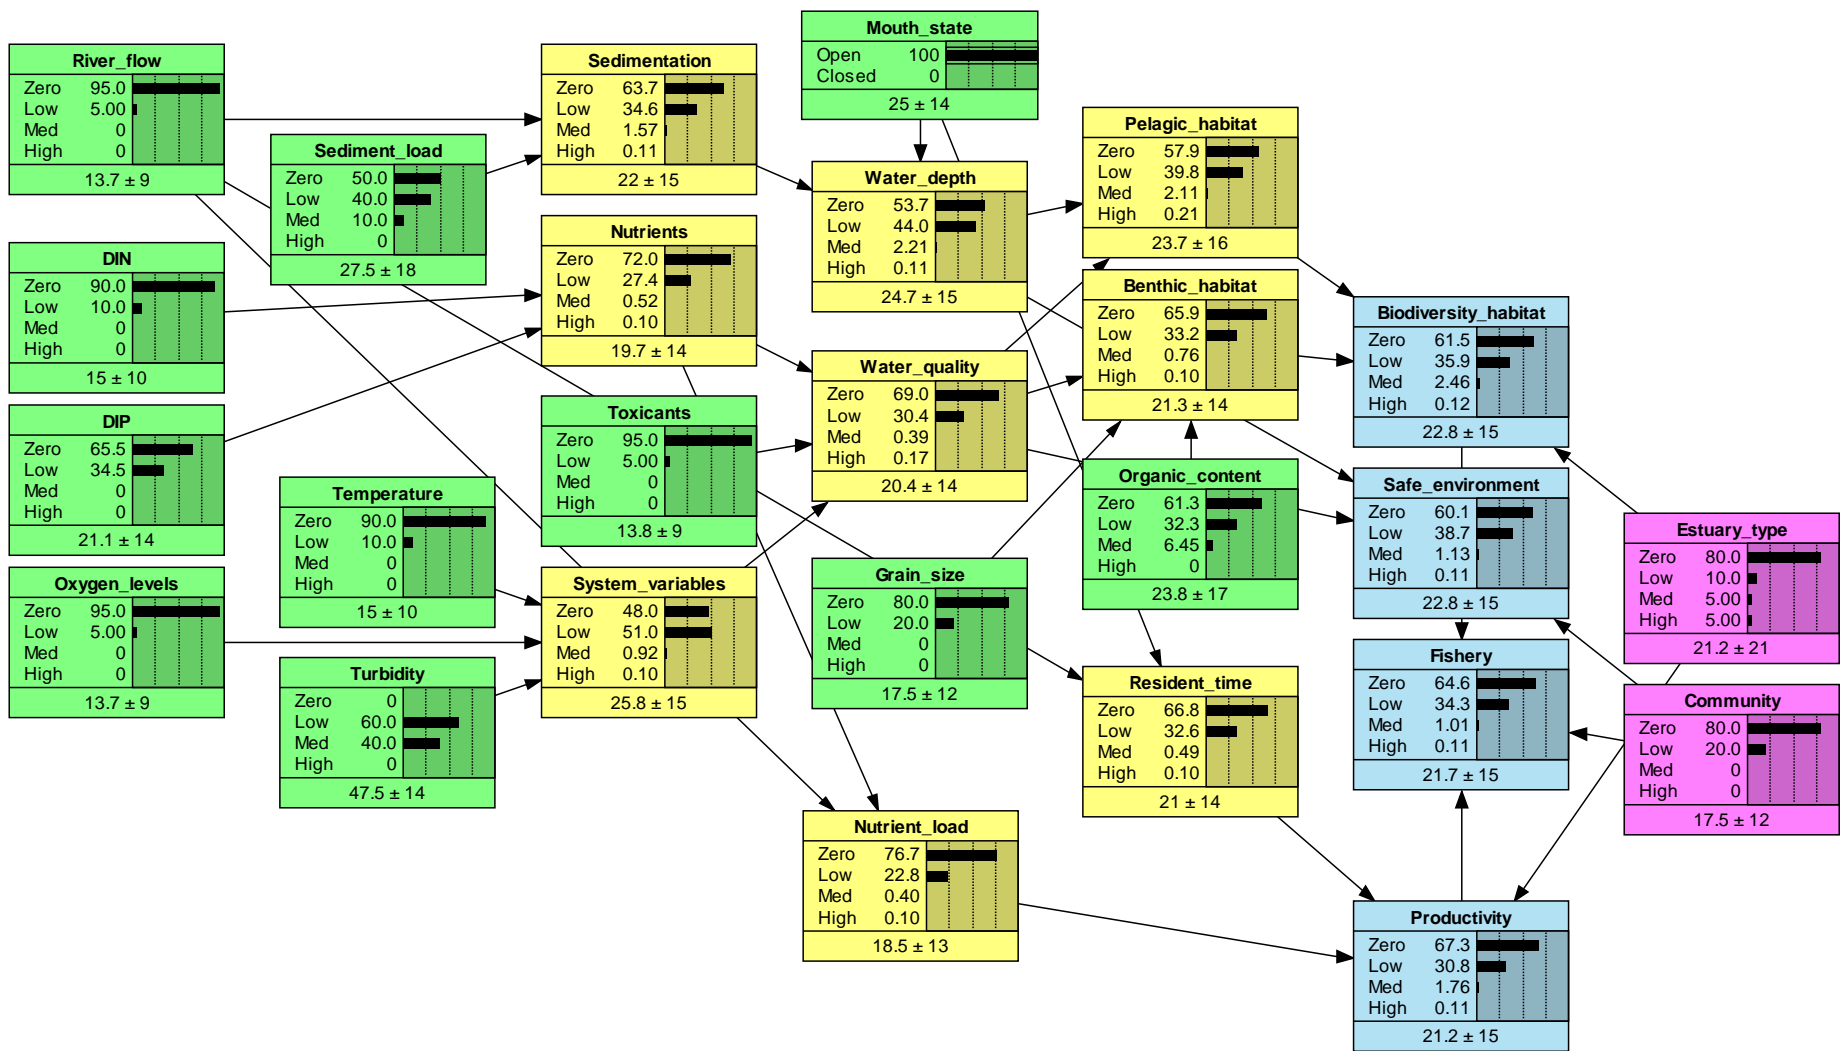 River_flow
Zero 95.0
Low 5.00
Med 0
High 0
13.7 ± 9
DIN
Zero 90.0
Low 10.0
Med 0
High 0
15 ± 10
DIP
Zero 65.5
Low 34.5
Med 0
High 0
21.1 ± 14
Oxygen_levels
Zero 95.0
Low 5.00
Med 0
High 0
13.7 ± 9
Sediment_load
Zero 50.0
Low 40.0
Med 10.0
High 0
27.5 ± 18
Temperature
Zero 90.0
Low 10.0
Med 0
High 0
15 ± 10
Turbidity
Zero 0
Low 60.0
Med 40.0
High 0
47.5 ± 14
Sedimentation
Zero 63.7
Low 34.6
Med 1.57
High 0.11
22 ± 15
Nutrients
Zero 72.0
Low 27.4
Med 0.52
High 0.10
19.7 ± 14
Toxicants
Zero 95.0
Low 5.00
Med 0
High 0
13.8 ± 9
System_variables
Zero 48.0
Low 51.0
Med 0.92
High 0.10
25.8 ± 15
Mouth_state
Open 100
Closed 0
25 ± 14
Water_depth
Zero 53.7
Low 44.0
Med 2.21
High 0.11
24.7 ± 15
Water_quality
Zero 69.0
Low 30.4
Med 0.39
High 0.17
20.4 ± 14
Grain_size
Zero 80.0
Low 20.0
Med 0
High 0
17.5 ± 12
Nutrient_load
Zero 76.7
Low 22.8
Med 0.40
High 0.10
18.5 ± 13
Pelagic_habitat
Zero 57.9
Low 39.8
Med 2.11
High 0.21
23.7 ± 16
Benthic_habitat
Zero 65.9
Low 33.2
Med 0.76
High 0.10
21.3 ± 14
Organic_content
Zero 61.3
Low 32.3
Med 6.45
High 0
23.8 ± 17
Resident_time
Zero 66.8
Low 32.6
Med 0.49
High 0.10
21 ± 14
Biodiversity_habitat
Zero 61.5
Low 35.9
Med 2.46
High 0.12
22.8 ± 15
Safe_environment
Zero 60.1
Low 38.7
Med 1.13
High 0.11
22.8 ± 15
Fishery
Zero 64.6
Low 34.3
Med 1.01
High 0.11
21.7 ± 15
Productivity
Zero 67.3
Low 30.8
Med 1.76
High 0.11
21.2 ± 15
Estuary_type
Zero 80.0
Low 10.0
Med 5.00
High 5.00
21.2 ± 21
Community
Zero 80.0
Low 20.0
Med 0
High 0
17.5 ± 12